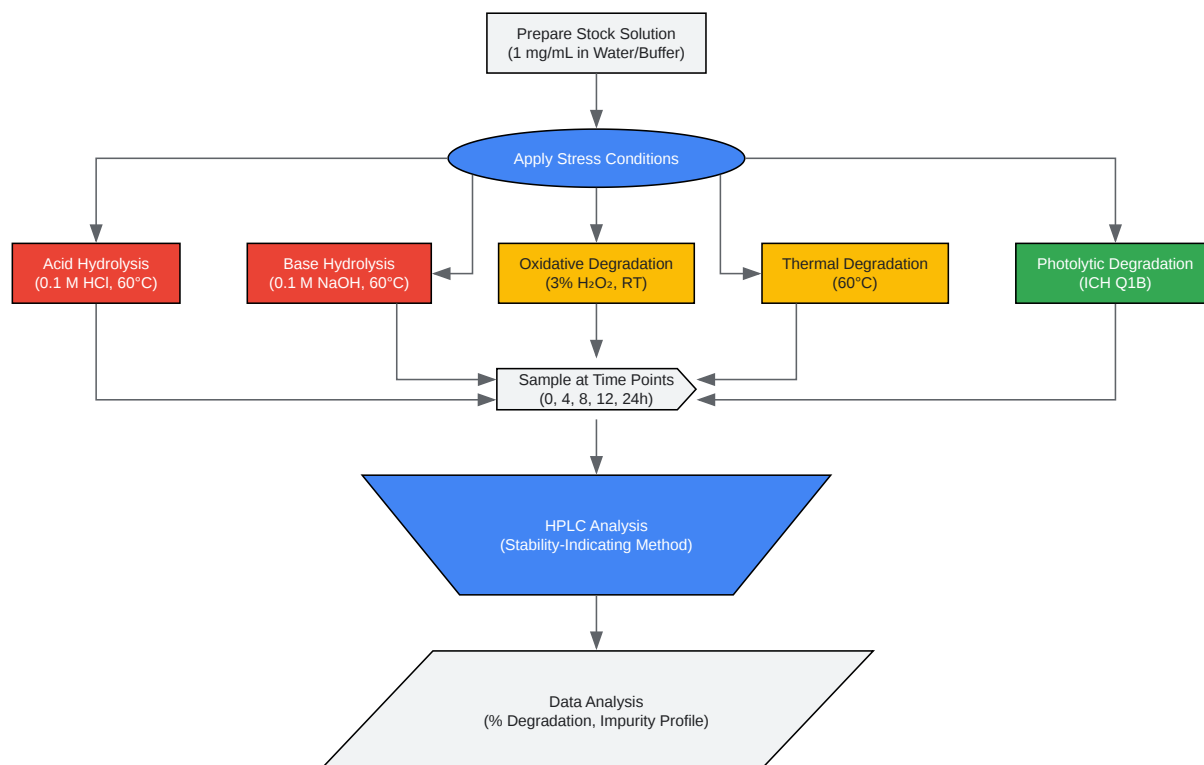 Prepare Stock Solution
(1 mg/mL in Water/Buffer)
Apply Stress Conditions
Acid Hydrolysis
(0.1 M HCl, 60°C)
Base Hydrolysis
(0.1 M NaOH, 60°C)
Oxidative Degradation
(3% H₂O₂, RT)
Thermal Degradation
(60°C)
Photolytic Degradation
(ICH Q1B)
Sample at Time Points
(0, 4, 8, 12, 24h)
HPLC Analysis
(Stability-Indicating Method)
Data Analysis
(% Degradation, Impurity Profile)